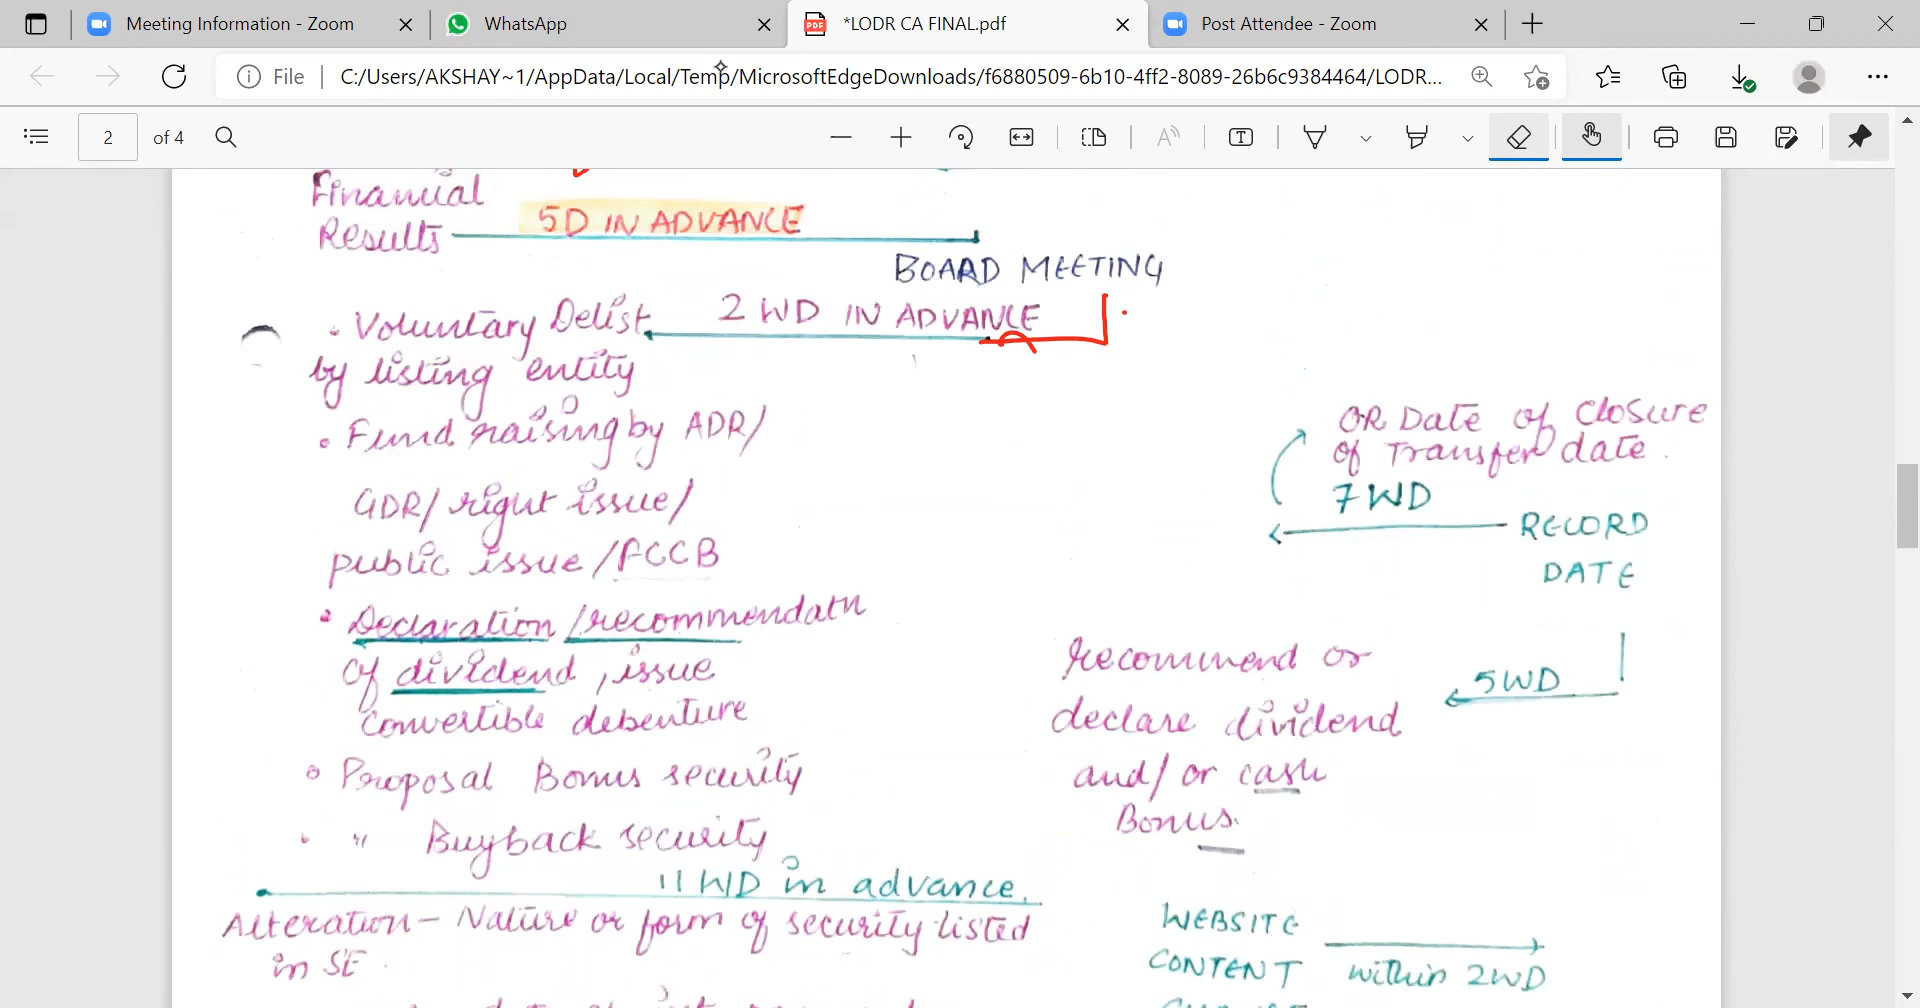 Meeting Information - Zoom
WhatsApp
*LODR CA FINAL.pdf
Post Attendee - Zoom
File
C:/Users/AKSHAY~1/AppData/Local/Temp/MicrosoftEdgeDownloads/f6880509-6b10-4ff2-8089-26b6c9384464/LODR...
2 of 4
Financial
Results
5D IN ADVANCE
BOARD MEETING
• Voluntary Delist
2 WD IN ADVANCE
by listing entity
• Fund raising by ADR/
GDR/ right issue/
public issue / FCCB
• Declaration /recommendatn
of dividend, issue
convertible debenture
• Proposal Bonus security
• " Buyback security
11 WD in advance.
Alteration - Nature or form of security listed
in SE.
OR Date of Closure
of Transfer date.
7WD
RECORD
DATE
recommend or
declare dividend
and/ or cash
Bonus.
5WD
WEBSITE
CONTENT
within 2WD